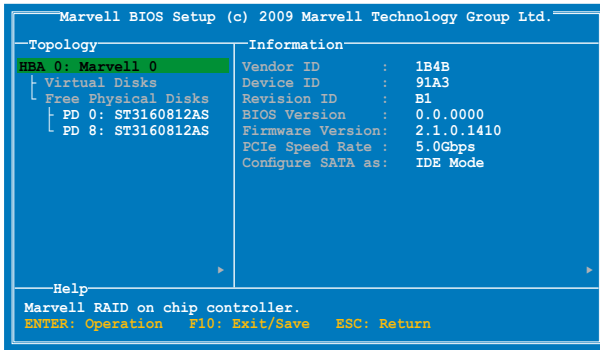 Marvell BIOS Setup (c) 2009 Marvell Technology Group Ltd.
Topology
HBA 0: Marvell 0
Virtual Disks
Free Physical Disks
PD 0: ST3160812AS
PD 8: ST3160812AS
Information
Vendor ID : 1B4B
Device ID : 91A3
Revision ID : B1
BIOS Version : 0.0.0000
Firmware Version: 2.1.0.1410
PCIe Speed Rate : 5.0Gbps
Configure SATA as: IDE Mode
Help
Marvell RAID on chip controller.
ENTER: Operation F10: Exit/Save ESC: Return